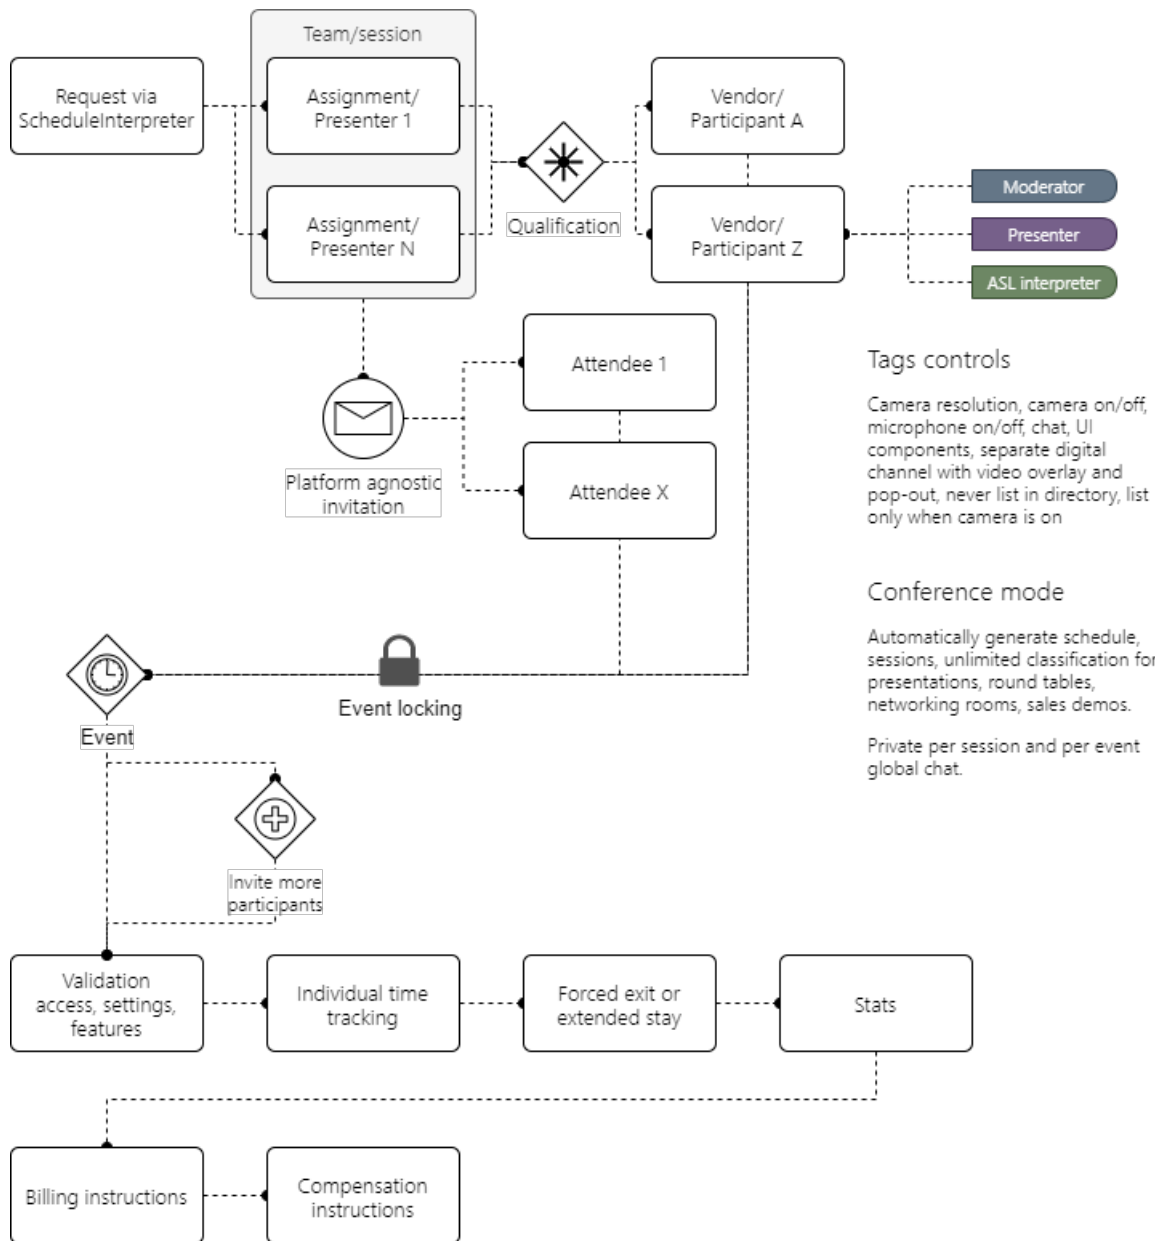 Team/session
Request via
ScheduleInterpreter
Assignment/
Presenter 1
Vendor/
Participant A
Assignment/
Presenter N
Qualification
Vendor/
Participant Z
Moderator
Presenter
ASL interpreter
Attendee 1
Platform agnostic
invitation
Attendee X
Tags controls
Camera resolution, camera on/off,
microphone on/off, chat, UI
components, separate digital
channel with video overlay and
pop-out, never list in directory, list
only when camera is on
Conference mode
Automatically generate schedule,
sessions, unlimited classification for
presentations, round tables,
networking rooms, sales demos.
Private per session and per event
global chat.
Event locking
Event
Invite more
participants
Validation
access, settings,
features
Individual time
tracking
Forced exit or
extended stay
Stats
Billing instructions
Compensation
instructions